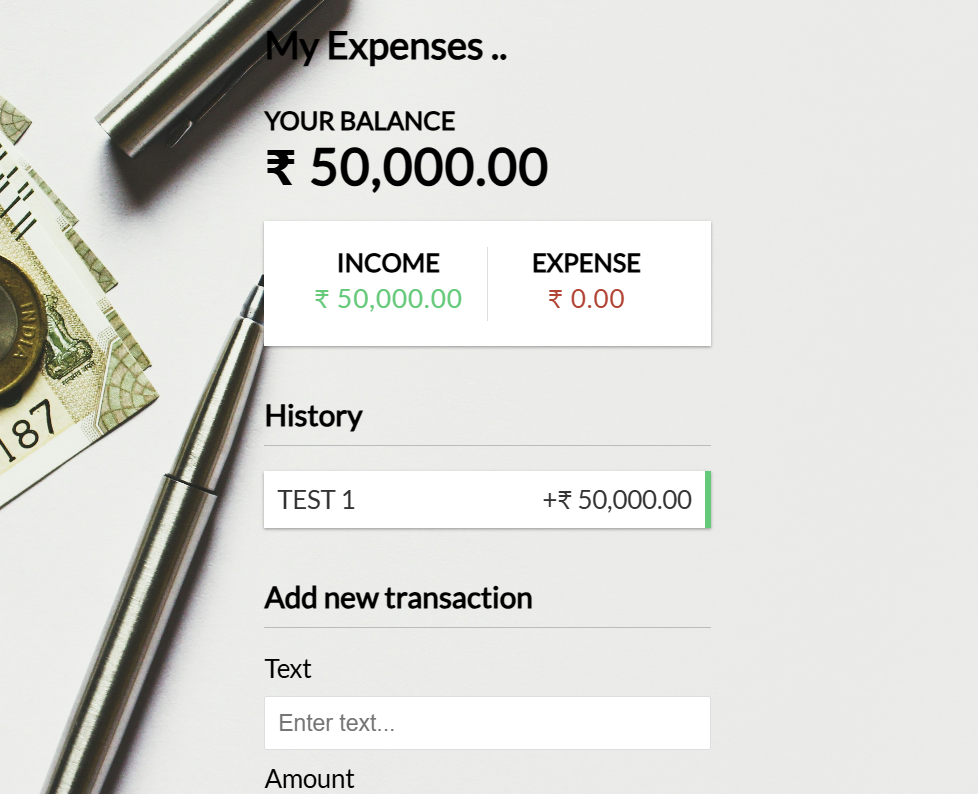 My Expenses ..
YOUR BALANCE
₹ 50,000.00
INCOME
EXPENSE
₹ 50,000.00
₹ 0.00
INDIA
187
History
TEST 1
+₹ 50,000.00
Add new transaction
Text
Enter text...
Amount